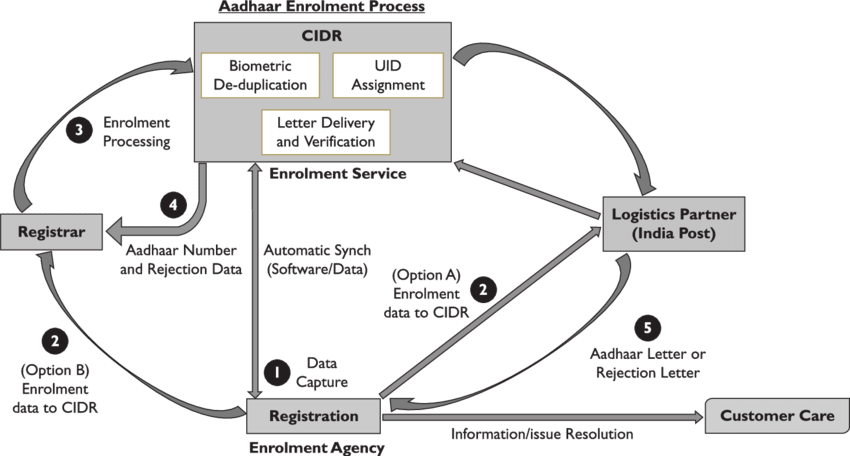 Aadhaar Enrolment Process
CIDR
Biometric
De-duplication
UID
Assignment
Letter Delivery
and Verification
Enrolment Service
3
Enrolment
Processing
4
Registrar
Aadhaar Number
and Rejection Data
Automatic Synch
(Software/Data)
Logistics Partner
(India Post)
(Option A)
Enrolment
data to CIDR
2
2
(Option B)
Enrolment
data to CIDR
1
Data
Capture
5
Aadhaar Letter or
Rejection Letter
Registration
Enrolment Agency
Information/issue Resolution
Customer Care